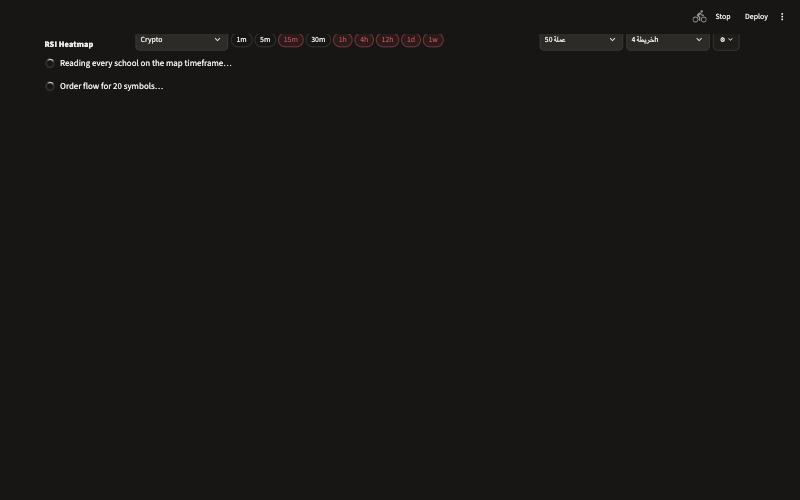 Stop Deploy
RSI Heatmap Crypto 1m 5m 15m 30m 1h 4h 12h 1d 1w 50 عملة الخريطة 4
Reading every school on the map timeframe...
Order flow for 20 symbols...